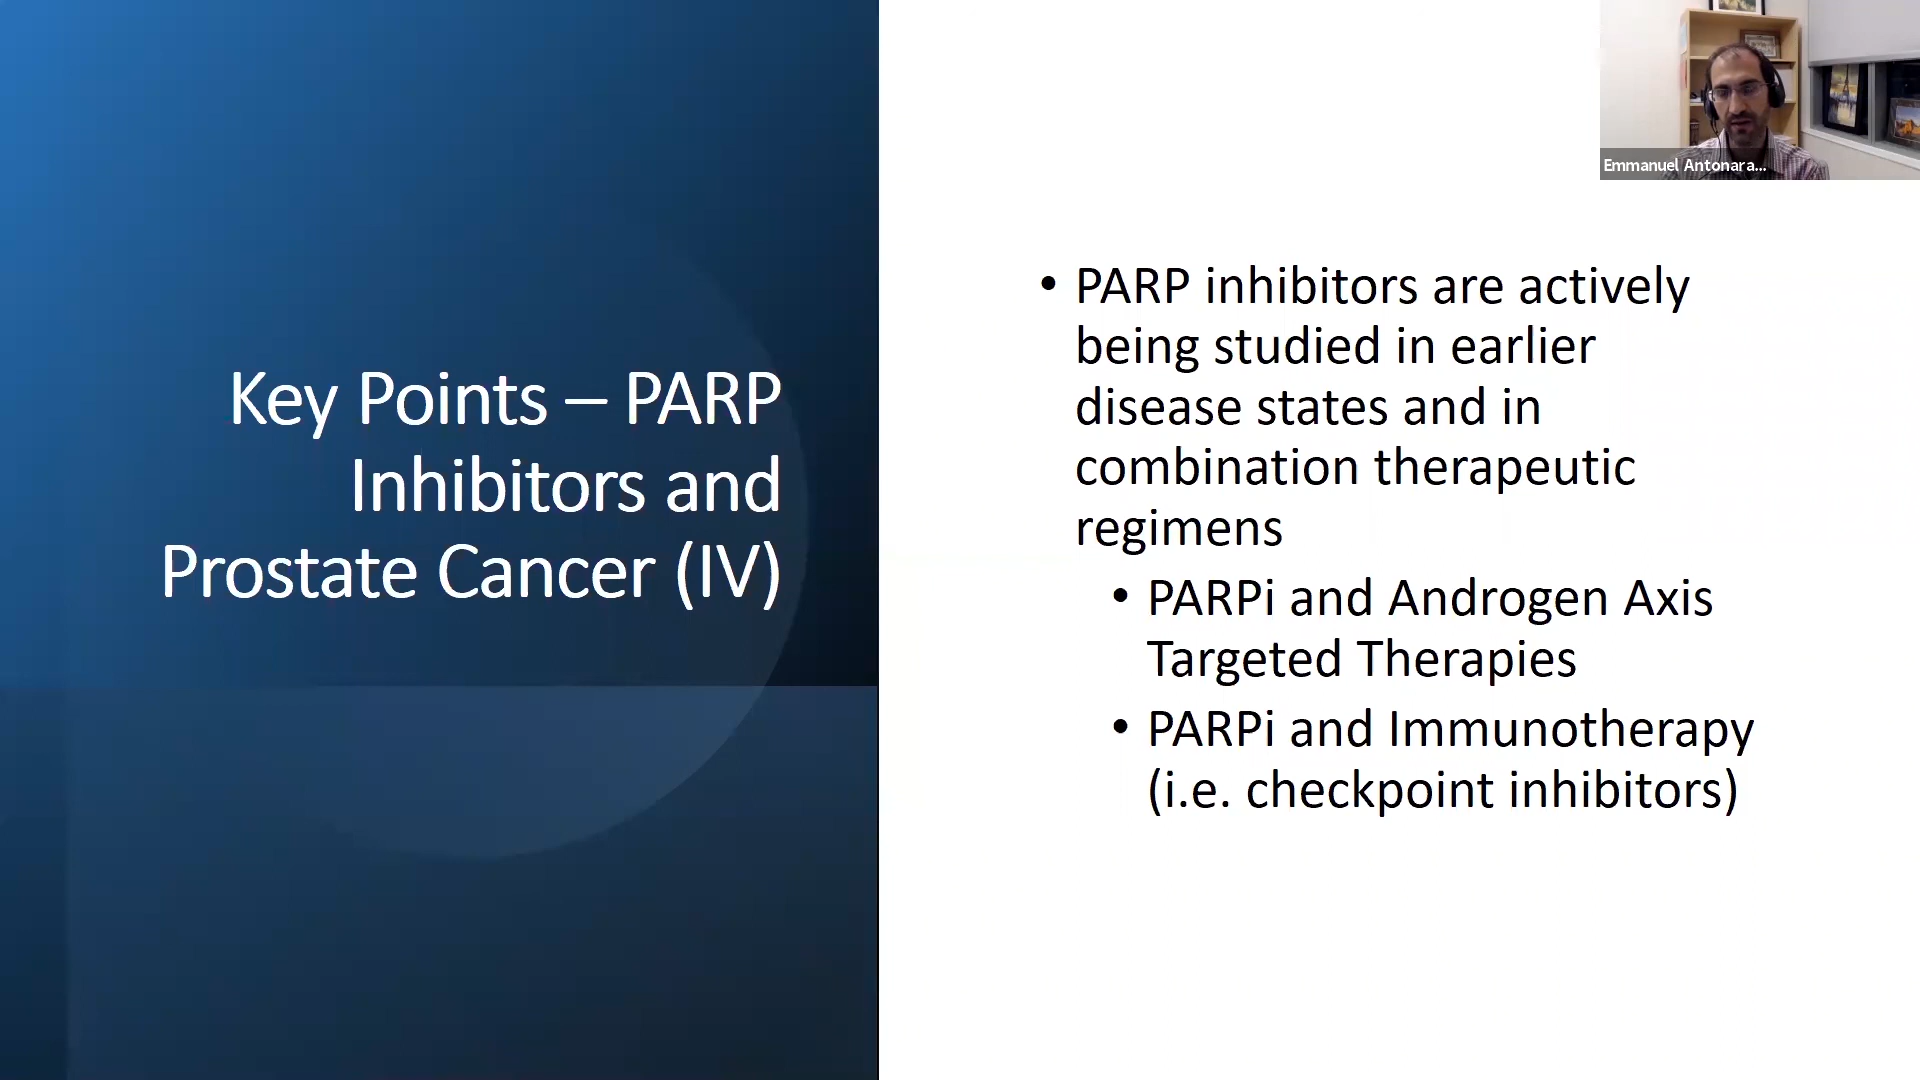 Key Points – PARP
Inhibitors and
Prostate Cancer (IV)
Emmanuel Antonara...
• PARP inhibitors are actively
being studied in earlier
disease states and in
combination therapeutic
regimens
• PARPi and Androgen Axis
Targeted Therapies
• PARPi and Immunotherapy
(i.e. checkpoint inhibitors)